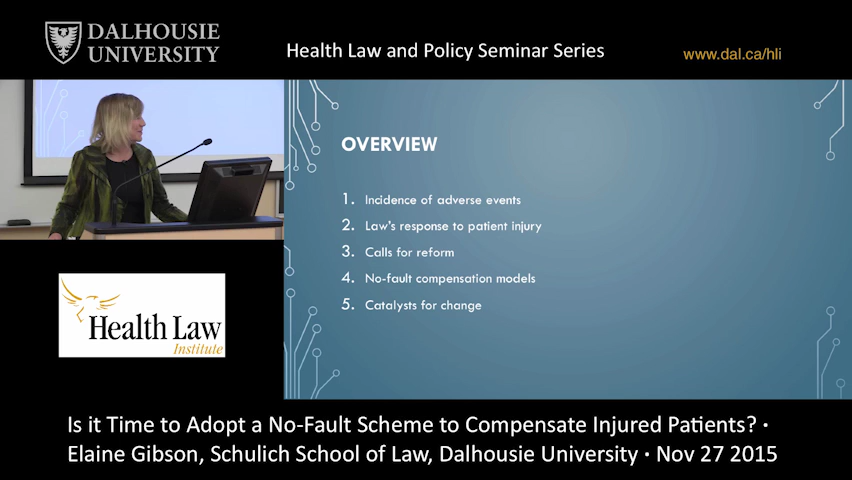 DALHOUSIE
UNIVERSITY
Health Law and Policy Seminar Series
www.dal.ca/hli
OVERVIEW
1. Incidence of adverse events
2. Law's response to patient injury
3. Calls for reform
4. No-fault compensation models
5. Catalysts for change
Health Law
Institute
Is it Time to Adopt a No-Fault Scheme to Compensate Injured Patients? ·
Elaine Gibson, Schulich School of Law, Dalhousie University · Nov 27 2015